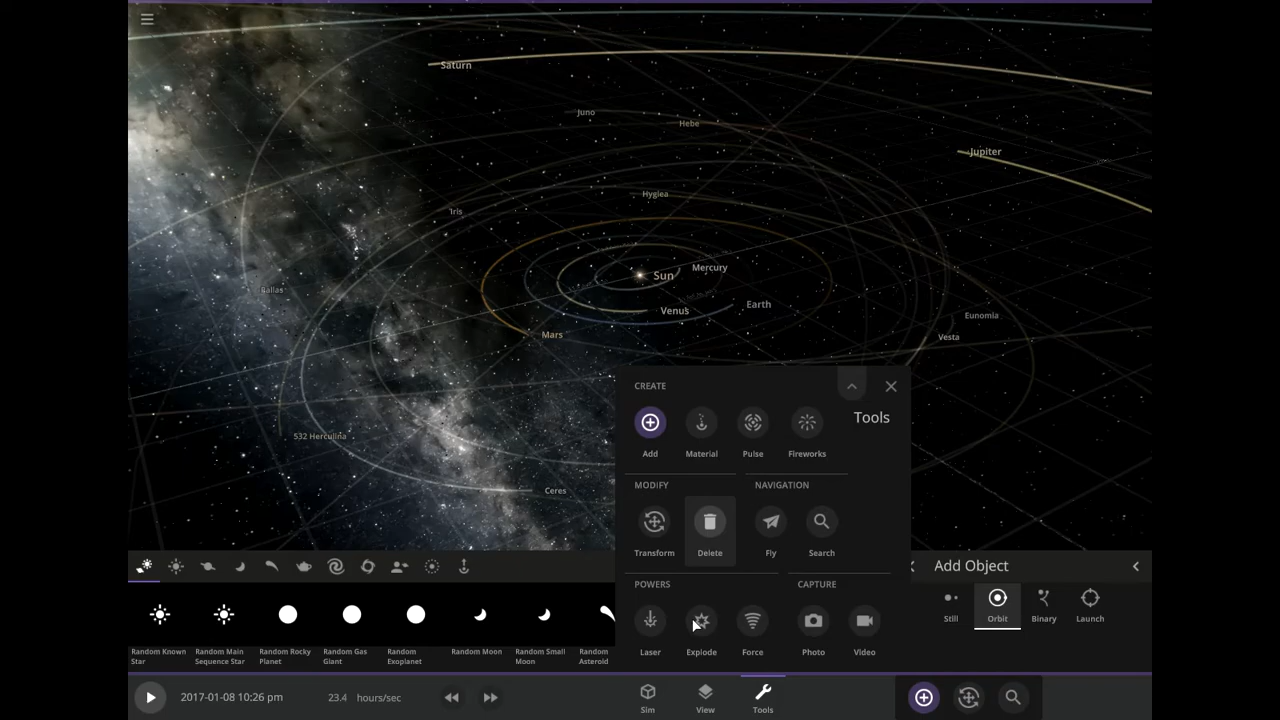 Saturn
Juno
Hebe
Jupiter
Hygiea
Iris
Sun
Mercury
Pallas
Venus
Earth
Eunomia
Mars
Vesta
532 Herculina
Ceres
CREATE
Tools
Add
Material
Pulse
Fireworks
MODIFY
NAVIGATION
Transform
Delete
Fly
Search
POWERS
CAPTURE
Laser
Explode
Force
Photo
Video
Add Object
Still
Orbit
Binary
Launch
Random Known
Star
Random Main
Sequence Star
Random Rocky
Planet
Random Gas
Giant
Random
Exoplanet
Random Moon
Random Small
Moon
Random
Asteroid
2017-01-08 10:26 pm
23.4 hours/sec
Sim
View
Tools